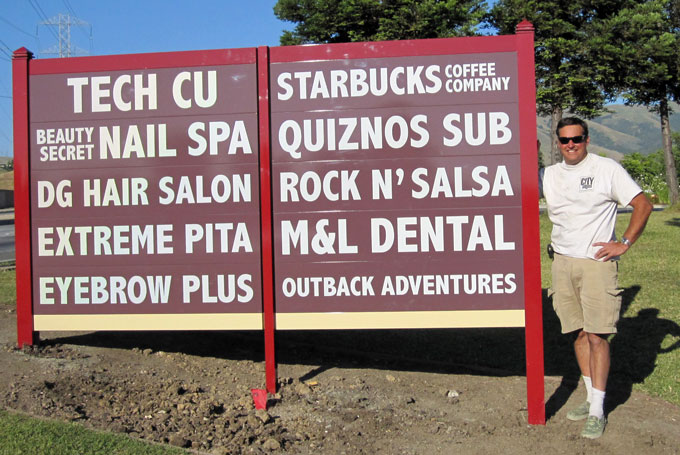 TECH CU
BEAUTY
SECRET NAIL SPA
DG HAIR SALON
EXTREME PITA
EYEBROW PLUS
STARBUCKS COFFEE
COMPANY
QUIZNOS SUB
ROCK N' SALSA
M&L DENTAL
OUTBACK ADVENTURES
CITY